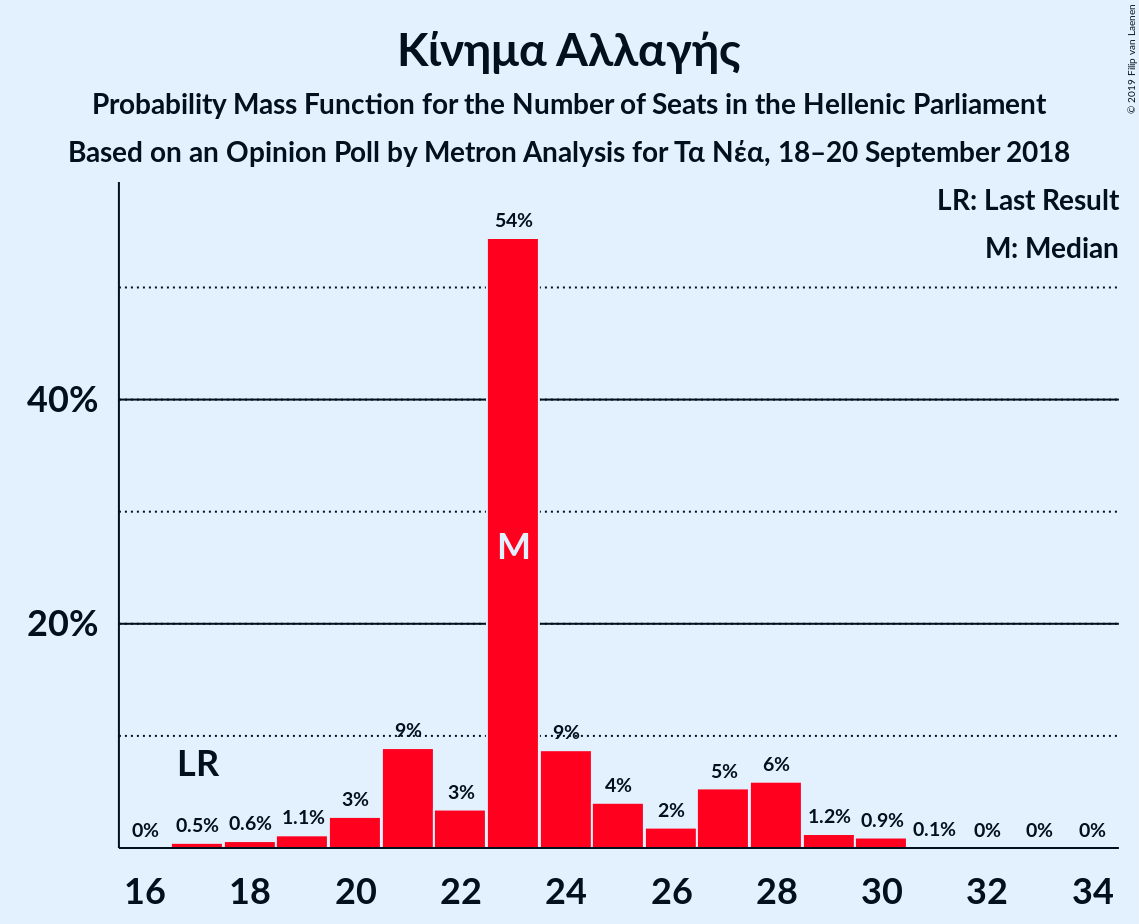 Κίνημα Αλλαγής
Probability Mass Function for the Number of Seats in the Hellenic Parliament
Based on an Opinion Poll by Metron Analysis for Τα Νέα, 18–20 September 2018
© 2019 Filip van Laenen
LR: Last Result
M: Median
54%
40%
M
20%
LR
0%
0.5%
0.6%
1.1%
3%
9%
3%
9%
4%
2%
5%
6%
1.2%
0.9%
0.1%
0%
0%
0%
16 18 20 22 24 26 28 30 32 34